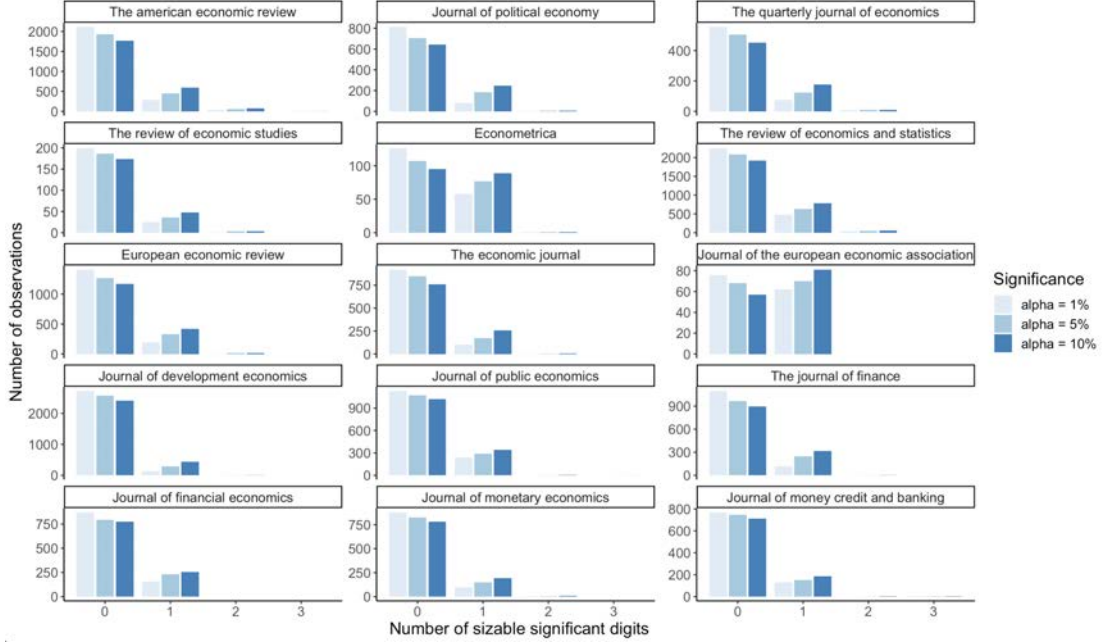 The american economic review
Journal of political economy
The quarterly journal of economics
2000
1500
1000
500
0
800
600
400
200
0
400
200
0
The review of economic studies
Econometrica
The review of economics and statistics
200
150
100
50
0
100
50
0
2000
1500
1000
500
0
European economic review
The economic journal
Journal of the european economic association
1000
500
0
750
500
250
0
80
60
40
20
0
Journal of development economics
Journal of public economics
The journal of finance
2000
1000
0
900
600
300
0
900
600
300
0
Journal of financial economics
Journal of monetary economics
Journal of money credit and banking
750
500
250
0
750
500
250
0
800
600
400
200
0
0 1 2 3
0 1 2 3
0 1 2 3
Number of sizable significant digits
Number of observations
Significance
alpha = 1%
alpha = 5%
alpha = 10%